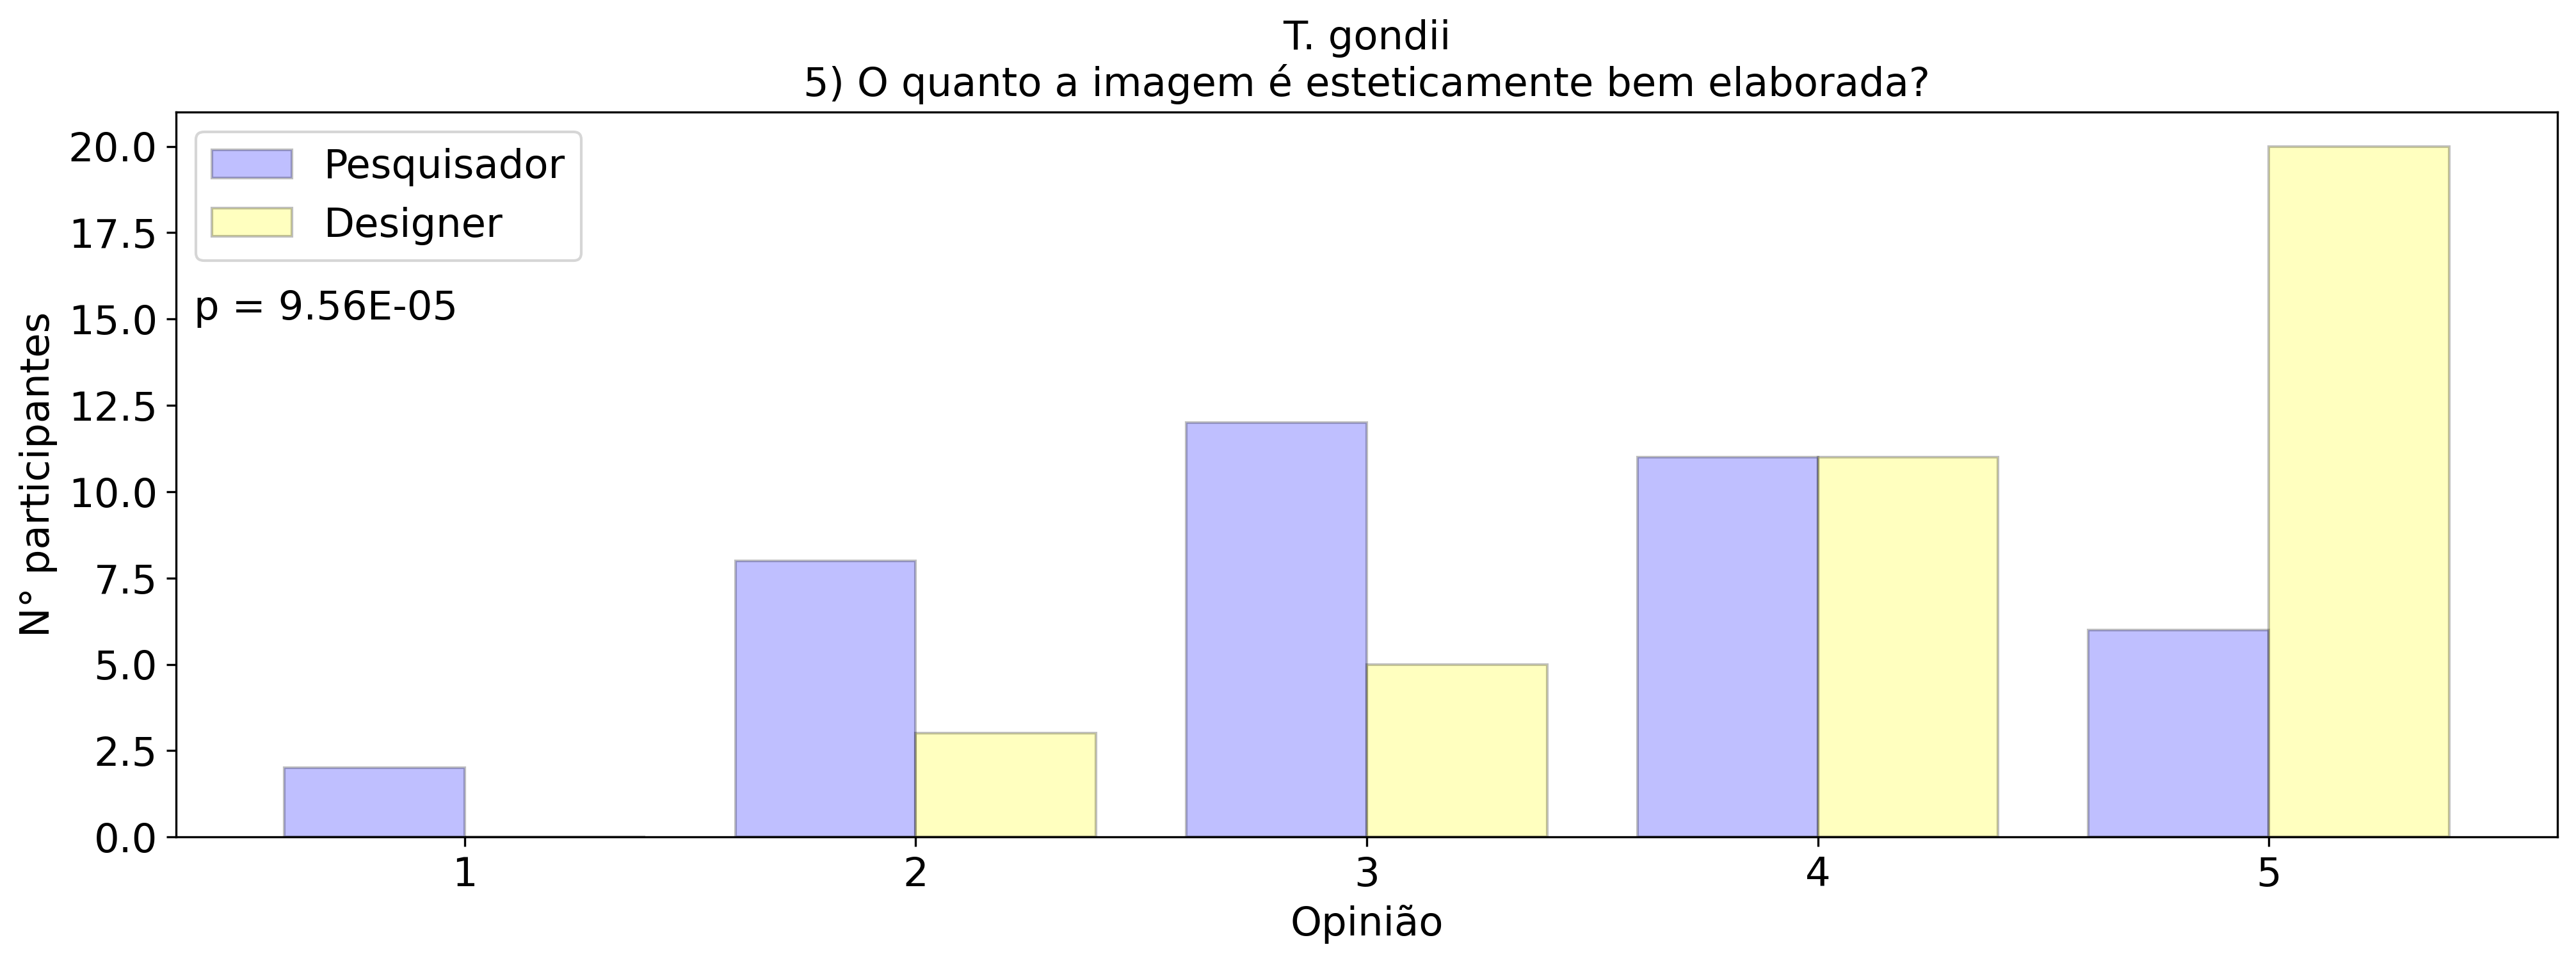 T. gondii
5) O quanto a imagem é esteticamente bem elaborada?
Pesquisador
Designer
p = 9.56E-05
N° participantes
20.0
17.5
15.0
12.5
10.0
7.5
5.0
2.5
0.0
1 2 3 4 5
Opinião